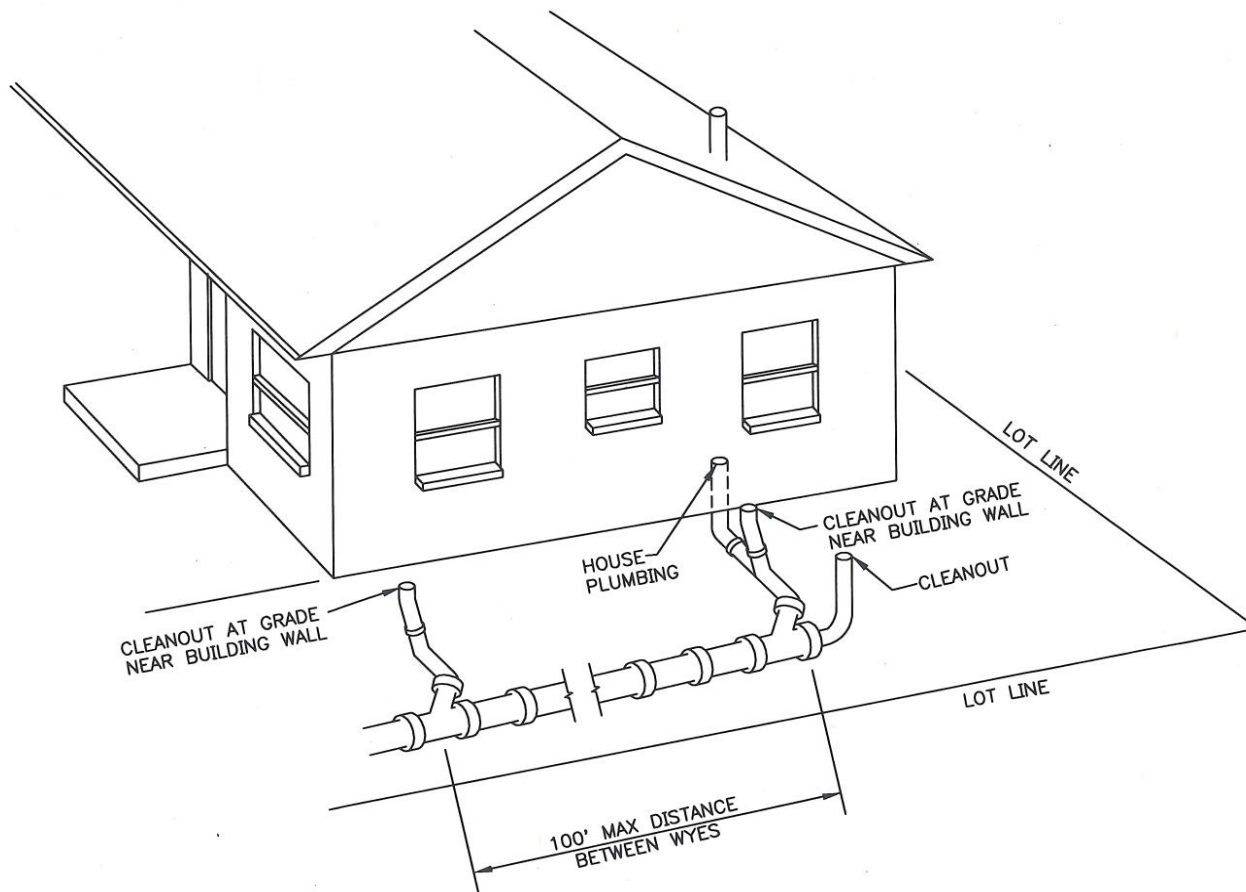 LOT LINE
CLEANOUT AT GRADE
NEAR BUILDING WALL
HOUSE
PLUMBING
CLEANOUT
CLEANOUT AT GRADE
NEAR BUILDING WALL
LOT LINE
100' MAX DISTANCE
BETWEEN WYES